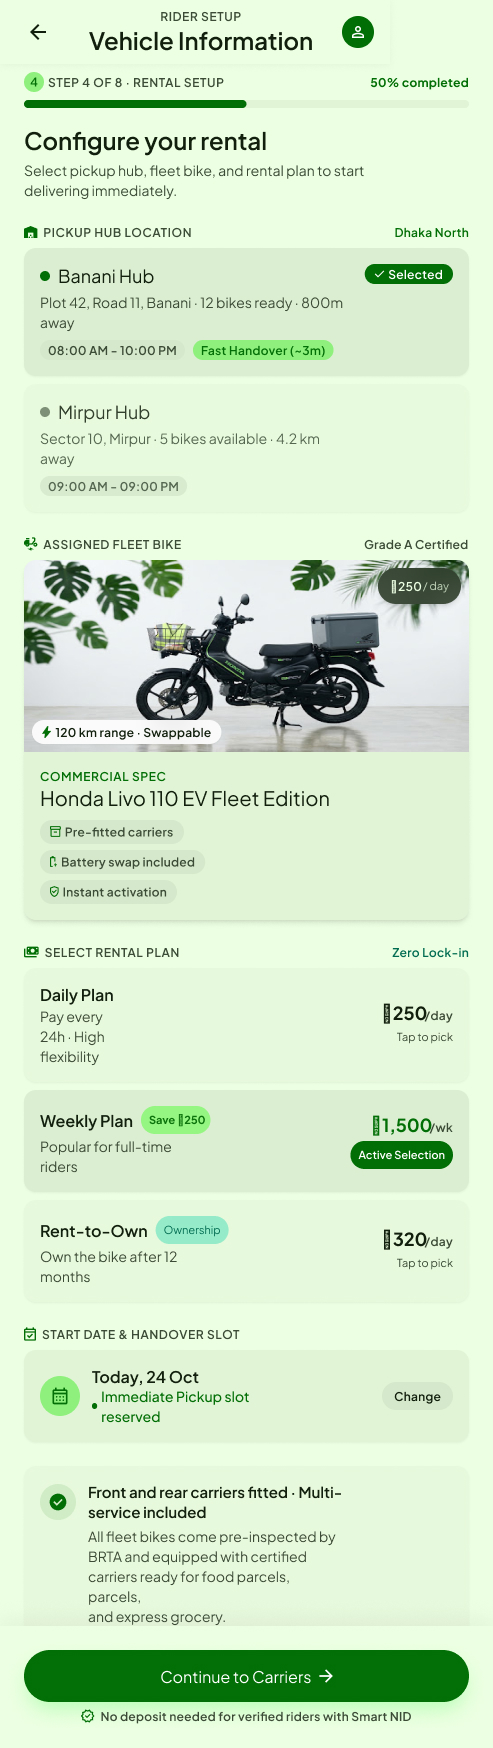 RIDER SETUP
Vehicle Information
4 STEP 4 OF 8 · RENTAL SETUP 50% completed
Configure your rental
Select pickup hub, fleet bike, and rental plan to start
delivering immediately.
PICKUP HUB LOCATION Dhaka North
Banani Hub Selected
Plot 42, Road 11, Banani · 12 bikes ready · 800m
away
08:00 AM - 10:00 PM Fast Handover (~3m)
Mirpur Hub
Sector 10, Mirpur · 5 bikes available · 4.2 km
away
09:00 AM - 09:00 PM
ASSIGNED FLEET BIKE Grade A Certified
250 / day
HONDA
120 km range · Swappable
COMMERCIAL SPEC
Honda Livo 110 EV Fleet Edition
Pre-fitted carriers
Battery swap included
Instant activation
SELECT RENTAL PLAN Zero Lock-in
Daily Plan
Pay every
24h · High
flexibility
250/day
Tap to pick
Weekly Plan Save 250
Popular for full-time
riders
1,500/wk
Active Selection
Rent-to-Own Ownership
Own the bike after 12
months
320/day
Tap to pick
START DATE & HANDOVER SLOT
Today, 24 Oct
• Immediate Pickup slot
reserved
Change
Front and rear carriers fitted · Multi-
service included
All fleet bikes come pre-inspected by
BRTA and equipped with certified
carriers ready for food parcels,
parcels,
and express grocery.
Continue to Carriers
No deposit needed for verified riders with Smart NID